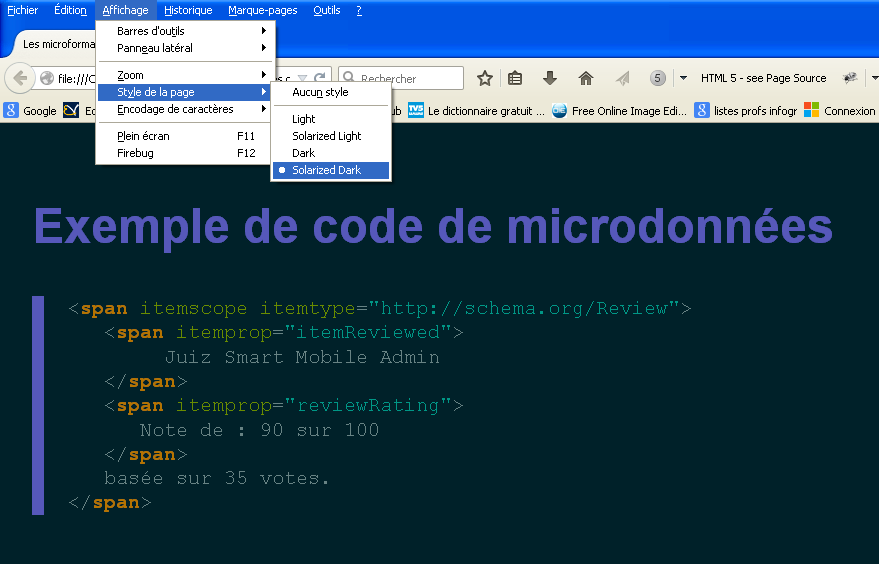 Fichier Édition Affichage Historique Marque-pages Outils ?
Barres d'outils
Panneau latéral
Zoom
Style de la page
Encodage de caractères
Plein écran F11
Firebug F12
Aucun style
Light
Solarized Light
Dark
Solarized Dark
Les microforma
file:///C
Rechercher
5
HTML 5 - see Page Source
Google
Le dictionnaire gratuit ...
Free Online Image Edi...
listes profs infogr
Connexion
Exemple de code de microdonnées
<span itemscope itemtype="http://schema.org/Review">
<span itemprop="itemReviewed">
Juiz Smart Mobile Admin
</span>
<span itemprop="reviewRating">
Note de : 90 sur 100
</span>
basée sur 35 votes.
</span>